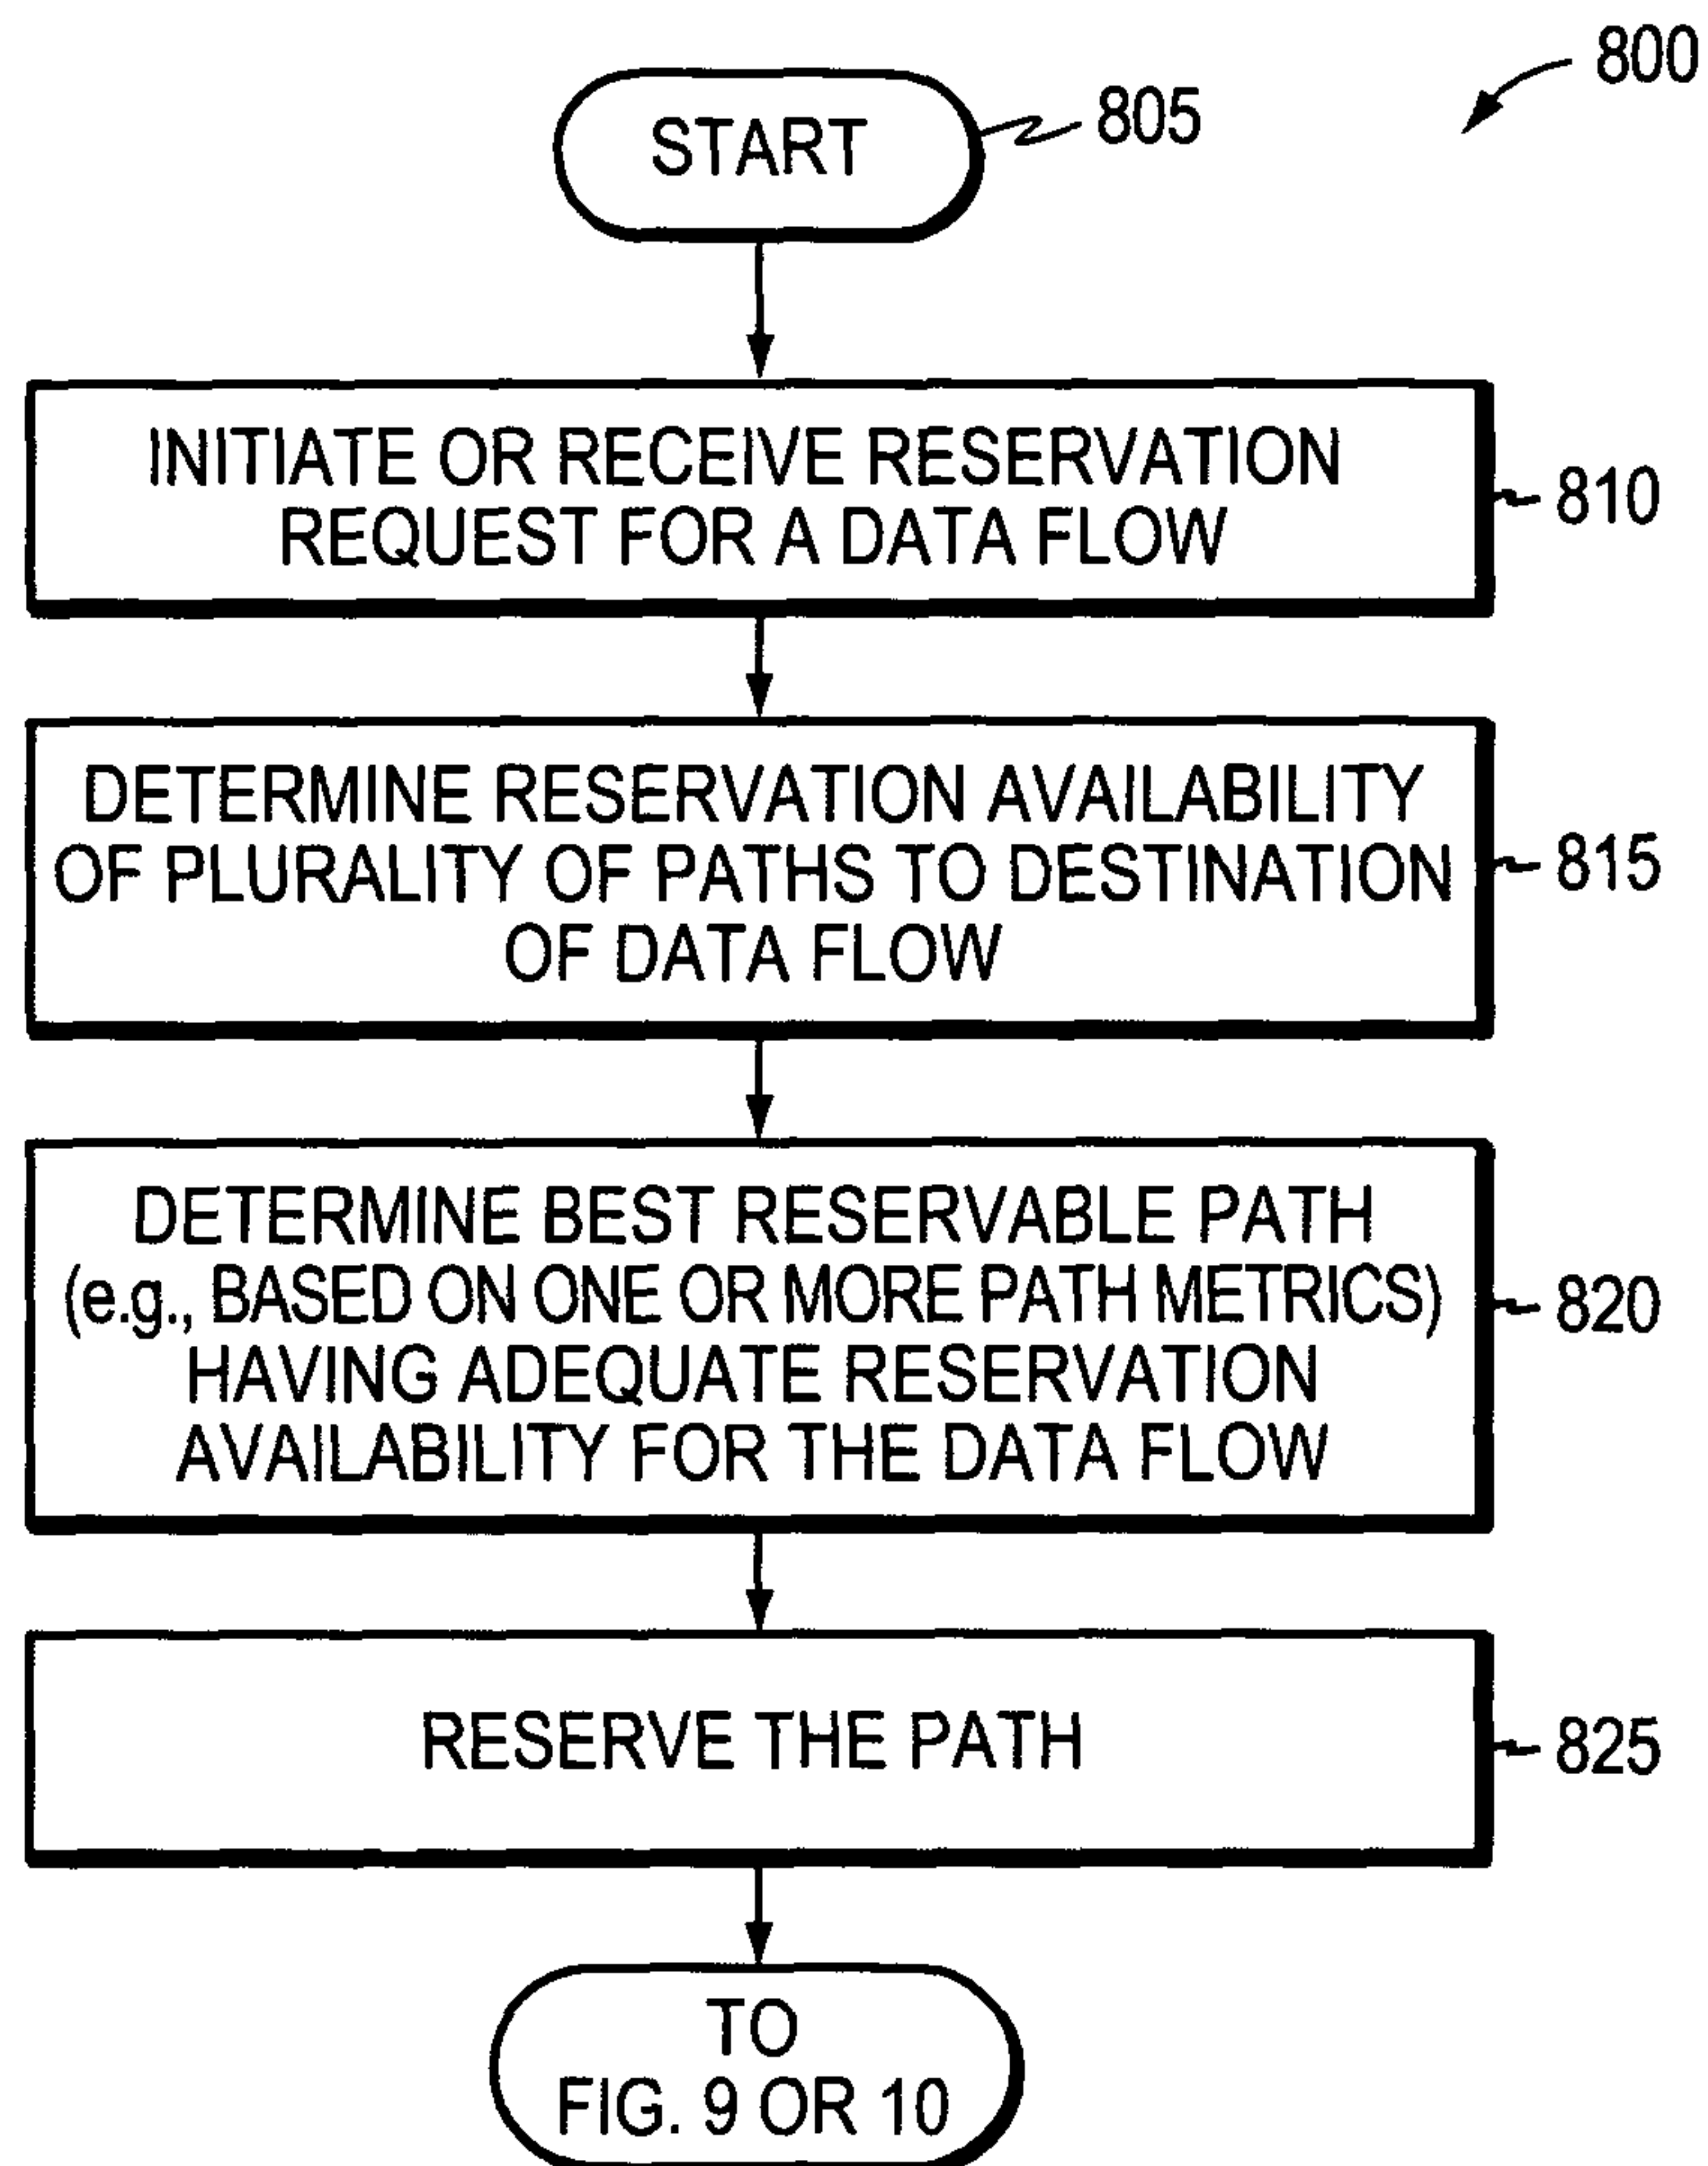 800
START
805
INITIATE OR RECEIVE RESERVATION
REQUEST FOR A DATA FLOW
810
DETERMINE RESERVATION AVAILABILITY
OF PLURALITY OF PATHS TO DESTINATION
OF DATA FLOW
815
DETERMINE BEST RESERVABLE PATH
(e.g., BASED ON ONE OR MORE PATH METRICS)
HAVING ADEQUATE RESERVATION
AVAILABILITY FOR THE DATA FLOW
820
RESERVE THE PATH
825
TO
FIG. 9 OR 10